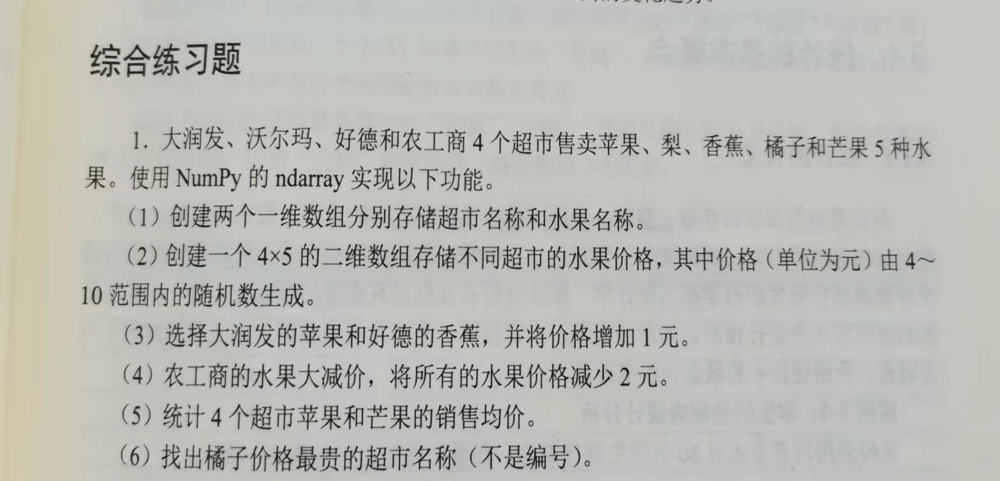 综合练习题
1. 大润发、沃尔玛、好德和农工商 4 个超市售卖苹果、梨、香蕉、橘子和芒果 5 种水
果。使用 NumPy 的 ndarray 实现以下功能。
（1）创建两个一维数组分别存储超市名称和水果名称。
（2）创建一个 4×5 的二维数组存储不同超市的水果价格，其中价格（单位为元）由 4～
10 范围内的随机数生成。
（3）选择大润发的苹果和好德的香蕉，并将价格增加 1 元。
（4）农工商的水果大减价，将所有的水果价格减少 2 元。
（5）统计 4 个超市苹果和芒果的销售均价。
（6）找出橘子价格最贵的超市名称（不是编号）。